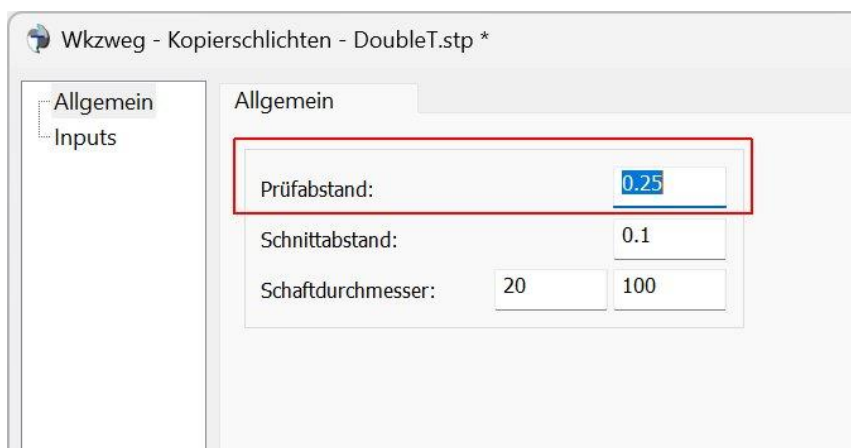 Wkzweg - Kopierschlichten - DoubleT.stp *
Allgemein
Inputs
Allgemein
Prüfabstand: 0.25
Schnittabstand: 0.1
Schaftdurchmesser: 20 100